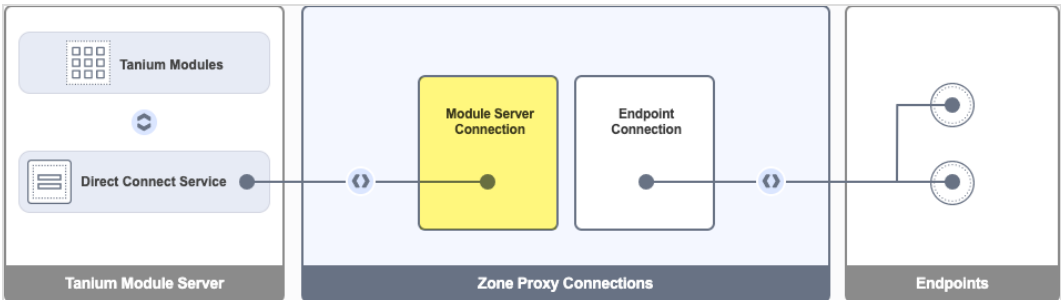 Tanium Modules
Direct Connect Service
Module Server
Connection
Endpoint
Connection
Tanium Module Server
Zone Proxy Connections
Endpoints